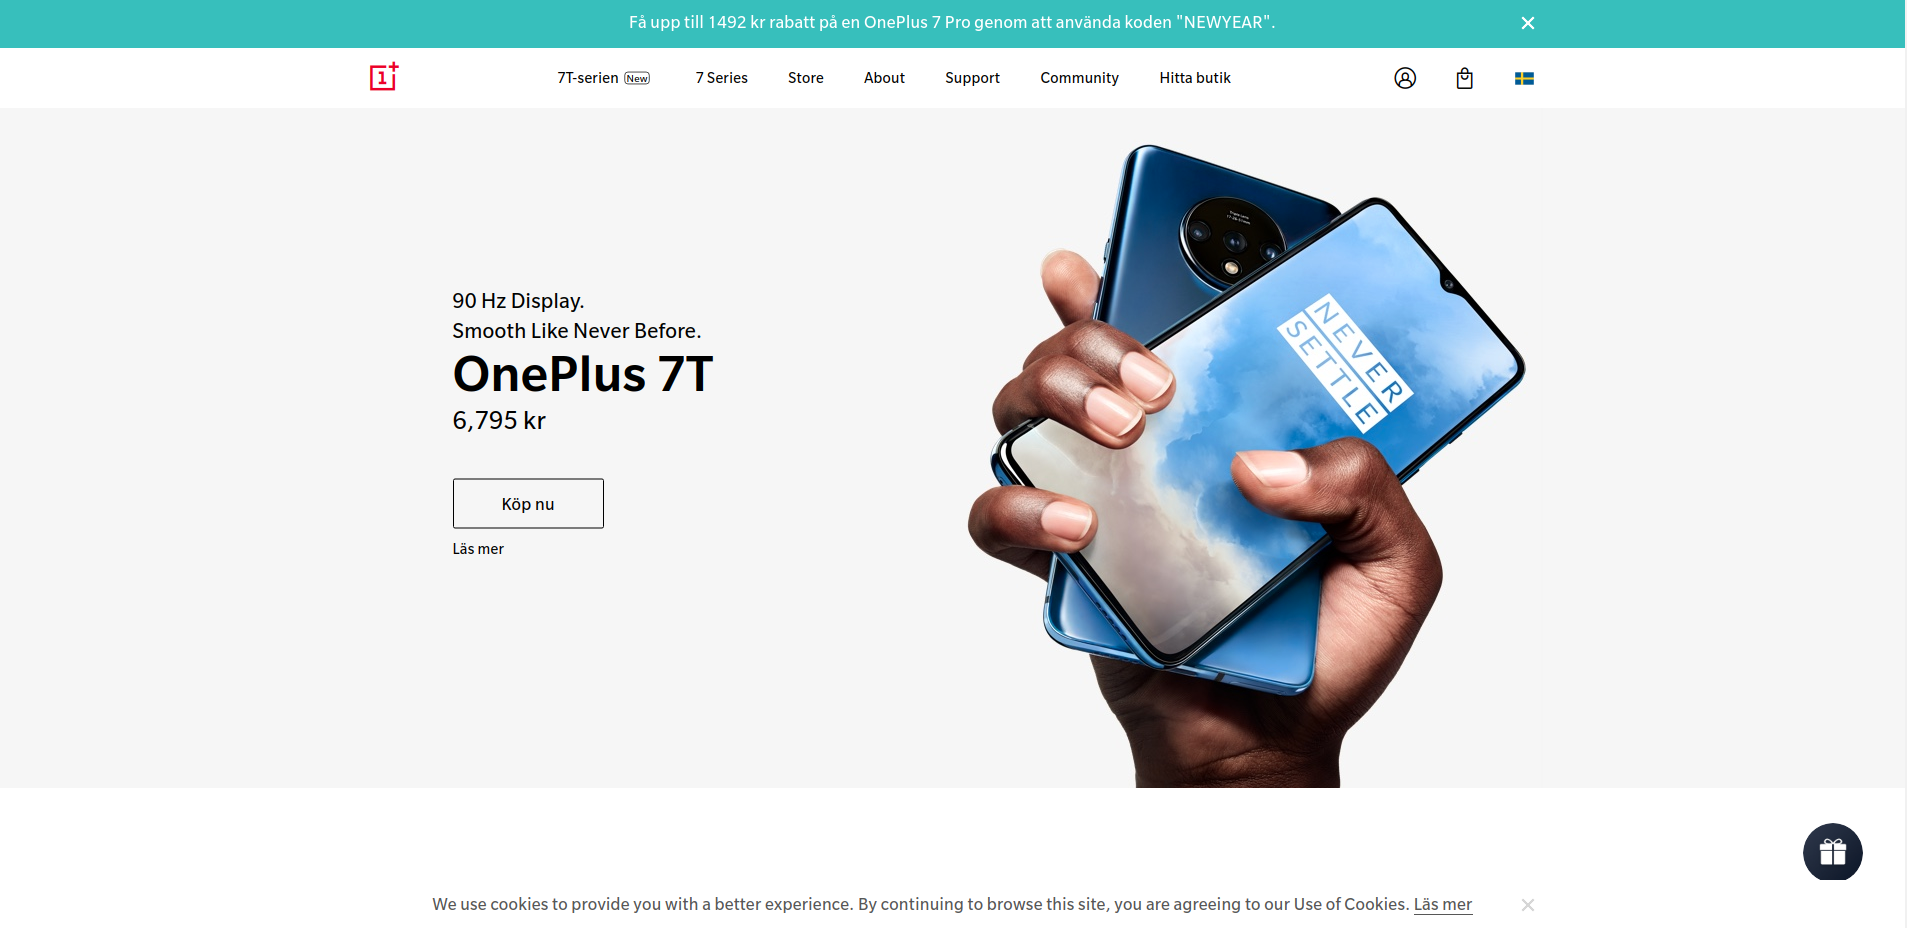 Få upp till 1492 kr rabatt på en OnePlus 7 Pro genom att använda koden "NEWYEAR".
7T-serien New 7 Series Store About Support Community Hitta butik
90 Hz Display.
Smooth Like Never Before.
OnePlus 7T
6,795 kr
Köp nu
Läs mer
NEVER
SETTLE
We use cookies to provide you with a better experience. By continuing to browse this site, you are agreeing to our Use of Cookies. Läs mer